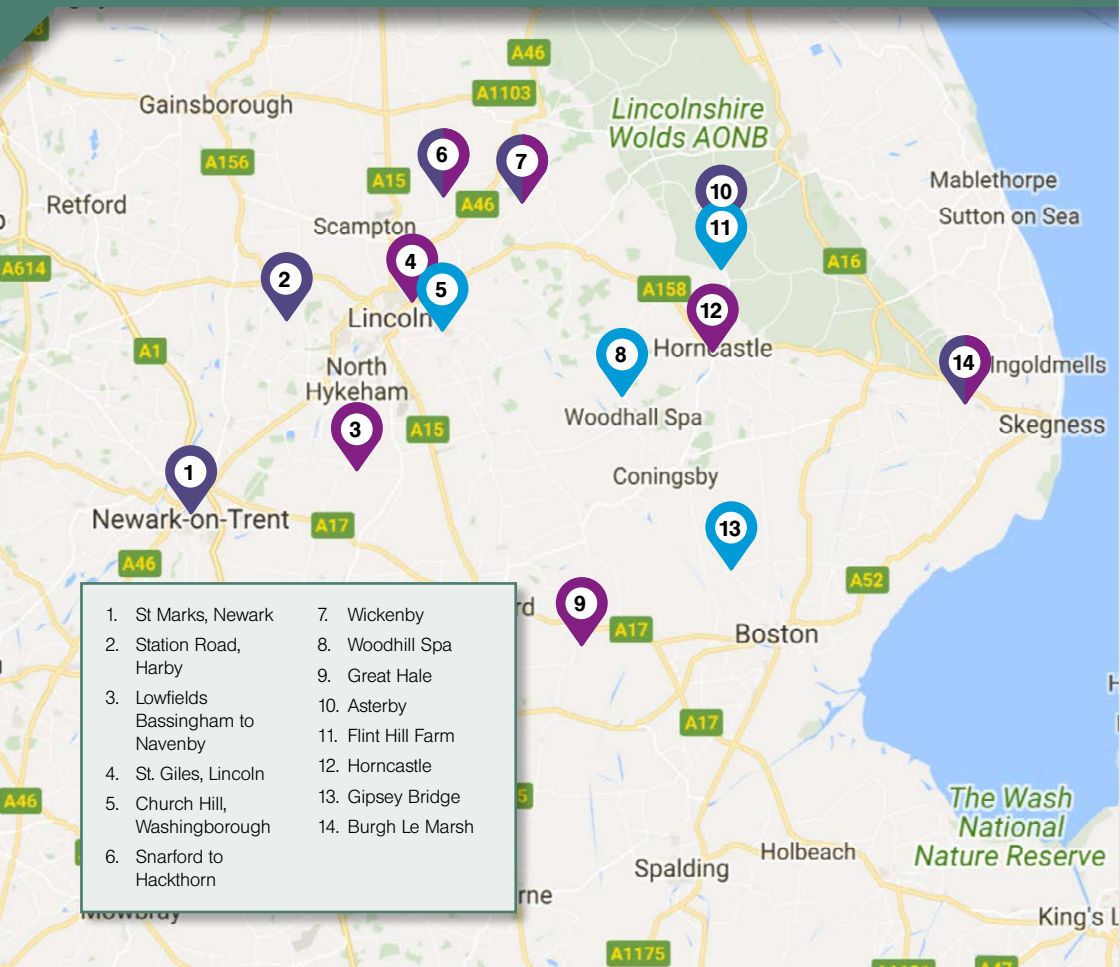 A46
A1103
Gainsborough
Lincolnshire
Wolds AONB
6
7
A156
A15
10
Mablethorpe
Retford
A46
Sutton on Sea
Scampton
11
A614
4
A16
2
5
A158
12
Lincoln
A1
8
Horncastle
14
Ingoldmells
North
Hykeham
Woodhall Spa
3
A15
Skegness
1
Coningsby
Newark-on-Trent
A17
13
A46
A52
9
A17
Boston
1. St Marks, Newark
2. Station Road,
Harby
3. Lowfields
Bassingham to
Navenby
4. St. Giles, Lincoln
5. Church Hill,
Washingborough
6. Snarford to
Hackthorn
7. Wickenby
8. Woodhill Spa
9. Great Hale
10. Asterby
11. Flint Hill Farm
12. Horncastle
13. Gipsey Bridge
14. Burgh Le Marsh
A17
A46
The Wash
National
Nature Reserve
Holbeach
Spalding
King's L
A1175